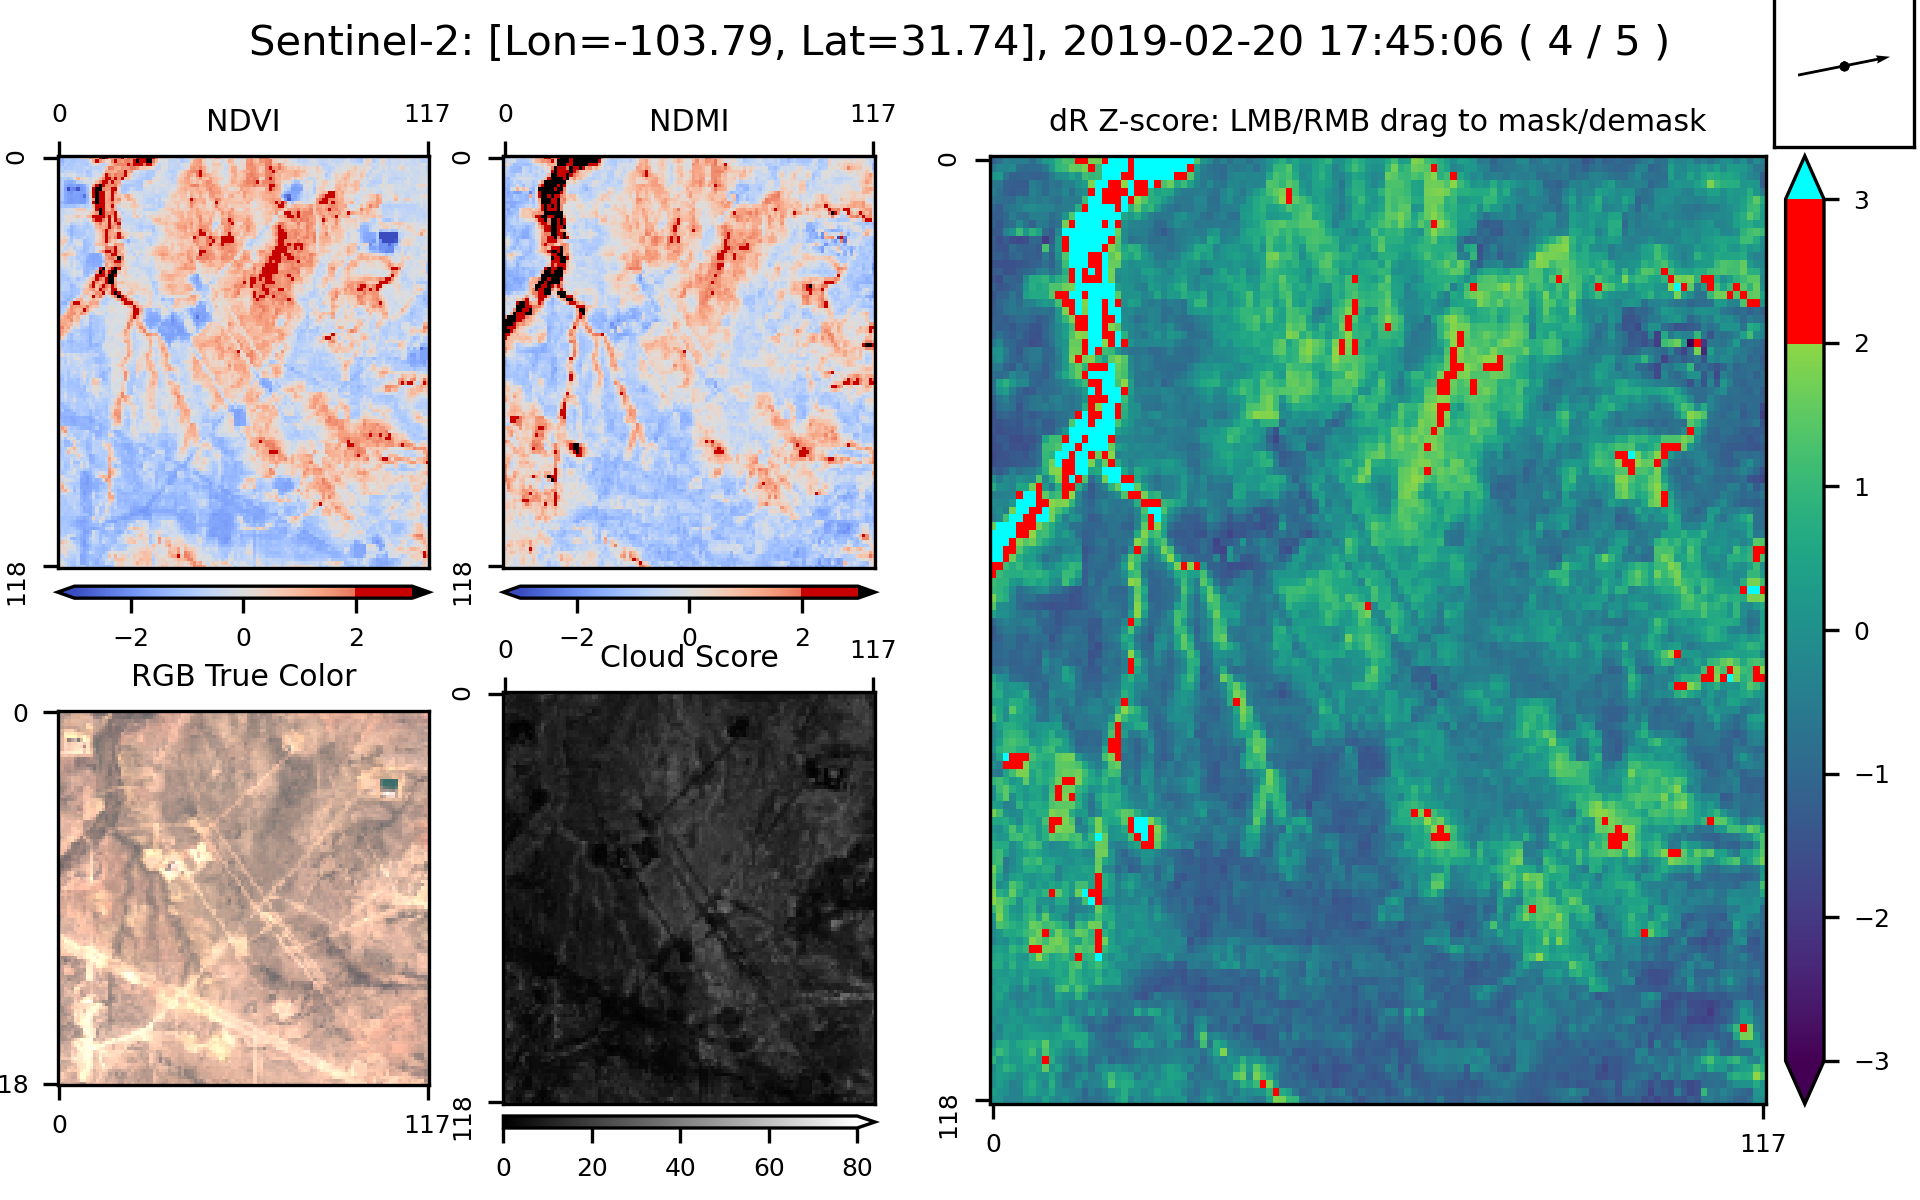 Sentinel-2: [Lon=-103.79, Lat=31.74], 2019-02-20 17:45:06 ( 4 / 5 )
0 117
NDVI
0
118
−2 0 2
0 117
NDMI
0
118
−2 0 2
dR Z-score: LMB/RMB drag to mask/demask
0
118
0 117
3
2
1
0
−1
−2
−3
RGB True Color
0
18
0 117
0 117
Cloud Score
0
118
0 20 40 60 80